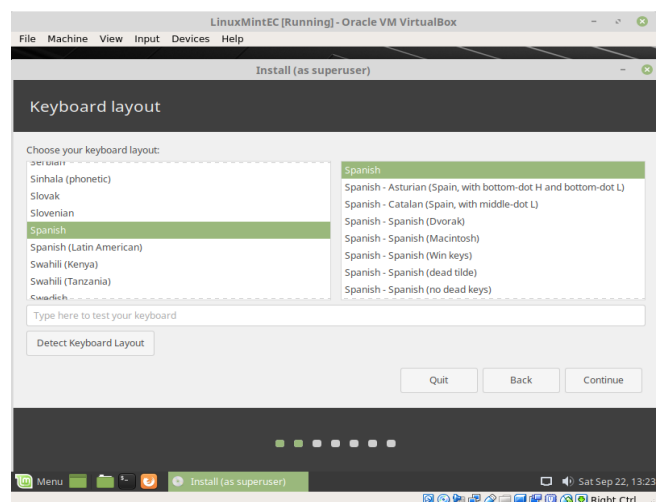 LinuxMintEC [Running] - Oracle VM VirtualBox
File Machine View Input Devices Help
Install (as superuser)
Keyboard layout
Choose your keyboard layout:
Serbian
Sinhala (phonetic)
Slovak
Slovenian
Spanish
Spanish (Latin American)
Swahili (Kenya)
Swahili (Tanzania)
Swedish
Spanish
Spanish - Asturian (Spain, with bottom-dot H and bottom-dot L)
Spanish - Catalan (Spain, with middle-dot L)
Spanish - Spanish (Dvorak)
Spanish - Spanish (Macintosh)
Spanish - Spanish (Win keys)
Spanish - Spanish (dead tilde)
Spanish - Spanish (no dead keys)
Type here to test your keyboard
Detect Keyboard Layout
Quit Back Continue
Menu Install (as superuser) Sat Sep 22, 13:23
Right Ctrl